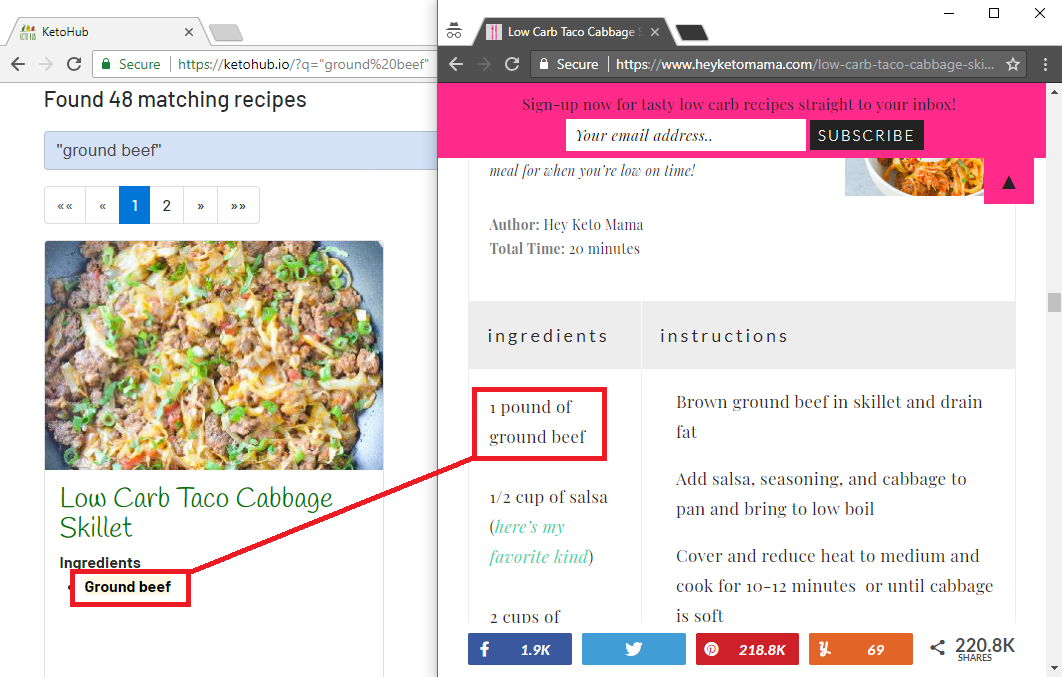 KetoHub
Secure
https://ketohub.io/?q="ground%20beef"
Found 48 matching recipes
"ground beef"
«« « 1 2 » »»
Low Carb Taco Cabbage
Skillet
Ingredients
Ground beef
Low Carb Taco Cabbage S
Secure
https://www.heyketomama.com/low-carb-taco-cabbage-ski...
Sign-up now for tasty low carb recipes straight to your inbox!
Your email address..
SUBSCRIBE
meal for when you're low on time!
Author: Hey Keto Mama
Total Time: 20 minutes
ingredients
1 pound of
ground beef
1/2 cup of salsa
(here's my
favorite kind)
2 cups of
instructions
Brown ground beef in skillet and drain
fat
Add salsa, seasoning, and cabbage to
pan and bring to low boil
Cover and reduce heat to medium and
cook for 10-12 minutes or until cabbage
is soft
1.9K
218.8K
69
220.8K
SHARES